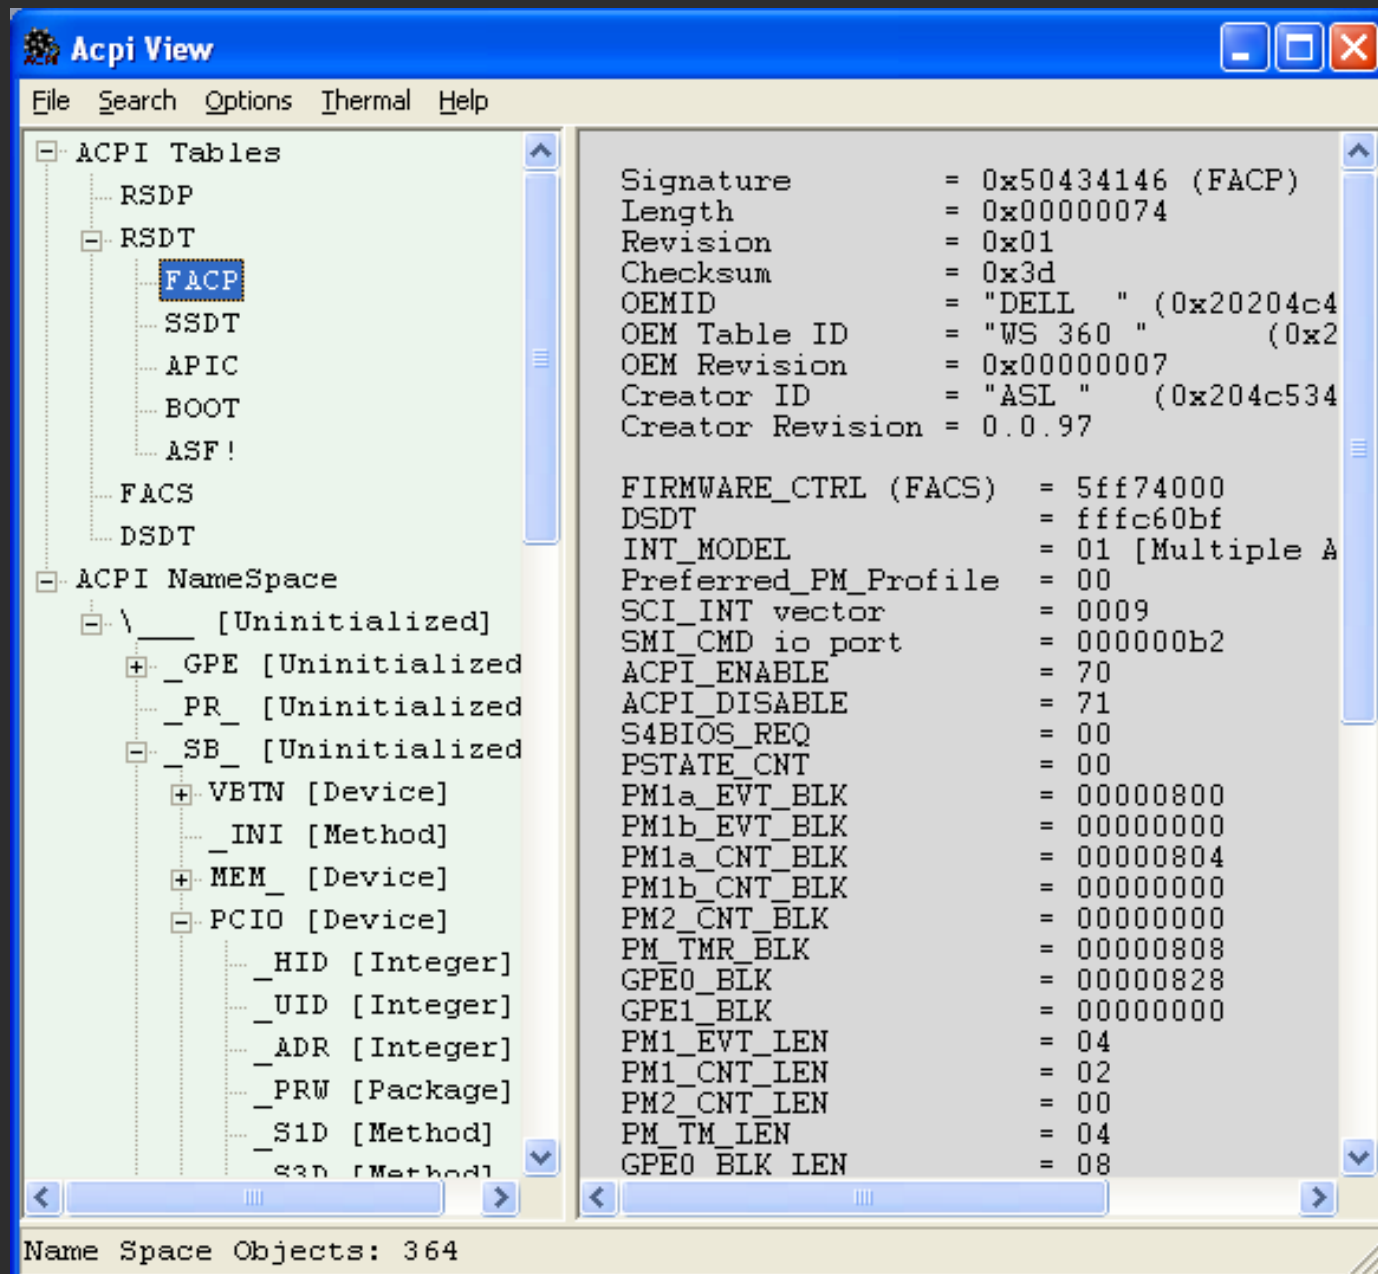 Acpi View
File Search Options Thermal Help
ACPI Tables
RSDP
RSDT
FACP
SSDT
APIC
BOOT
ASF!
FACS
DSDT
ACPI NameSpace
\___ [Uninitialized]
_GPE [Uninitialized
_PR_ [Uninitialized
_SB_ [Uninitialized
VBTN [Device]
_INI [Method]
MEM_ [Device]
PCIO [Device]
_HID [Integer]
_UID [Integer]
_ADR [Integer]
_PRW [Package]
_S1D [Method]
_S3D [Method]
Signature = 0x50434146 (FACP)
Length = 0x00000074
Revision = 0x01
Checksum = 0x3d
OEMID = "DELL  " (0x20204c4
OEM Table ID = "WS 360 " (0x2
OEM Revision = 0x00000007
Creator ID = "ASL " (0x204c534
Creator Revision = 0.0.97
FIRMWARE_CTRL (FACS) = 5ff74000
DSDT = fffc60bf
INT_MODEL = 01 [Multiple A
Preferred_PM_Profile = 00
SCI_INT vector = 0009
SMI_CMD io port = 000000b2
ACPI_ENABLE = 70
ACPI_DISABLE = 71
S4BIOS_REQ = 00
PSTATE_CNT = 00
PM1a_EVT_BLK = 00000800
PM1b_EVT_BLK = 00000000
PM1a_CNT_BLK = 00000804
PM1b_CNT_BLK = 00000000
PM2_CNT_BLK = 00000000
PM_TMR_BLK = 00000808
GPE0_BLK = 00000828
GPE1_BLK = 00000000
PM1_EVT_LEN = 04
PM1_CNT_LEN = 02
PM2_CNT_LEN = 00
PM_TM_LEN = 04
GPE0_BLK_LEN = 08
Name Space Objects: 364